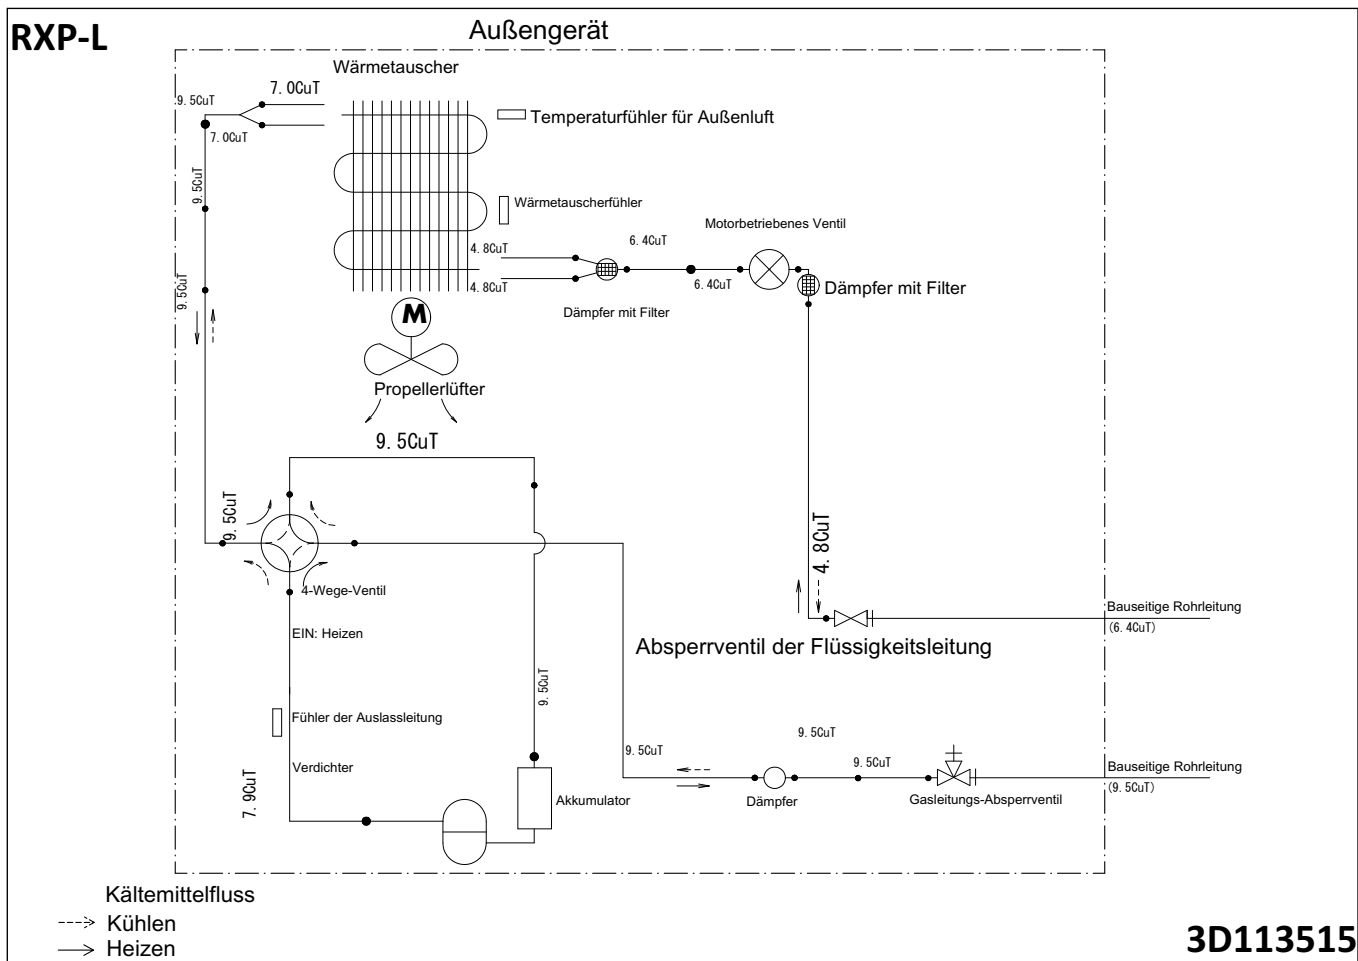 RXP-L
Außengerät
Wärmetauscher
7. 0CuT
9. 5CuT
7. 0CuT
Temperaturfühler für Außenluft
9. 5CuT
Wärmetauscherfühler
Motorbetriebenes Ventil
4. 8CuT
6. 4CuT
9. 5CuT
4. 8CuT
6. 4CuT
Dämpfer mit Filter
Dämpfer mit Filter
M
Propellerlüfter
9. 5CuT
9. 5CuT
4. 8CuT
4-Wege-Ventil
Bauseitige Rohrleitung
(6. 4CuT)
EIN: Heizen
Absperrventil der Flüssigkeitsleitung
9. 5CuT
Fühler der Auslassleitung
9. 5CuT
9. 5CuT
9. 5CuT
Verdichter
Bauseitige Rohrleitung
(9. 5CuT)
7. 9CuT
Akkumulator
Dämpfer
Gasleitungs-Absperrventil
Kältemittelfluss
Kühlen
Heizen
3D113515